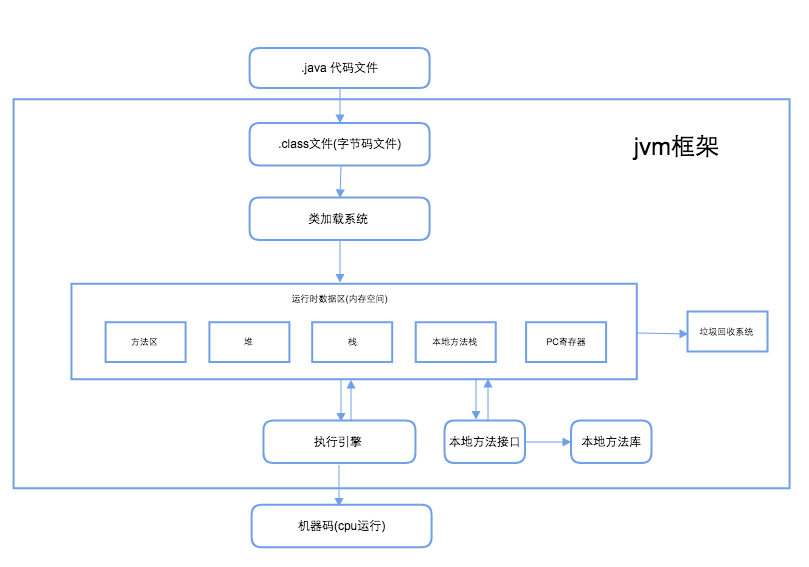 .java 代码文件
.class文件(字节码文件)
jvm框架
类加载系统
运行时数据区(内存空间)
方法区
堆
栈
本地方法栈
PC寄存器
垃圾回收系统
执行引擎
本地方法接口
本地方法库
机器码(cpu运行)